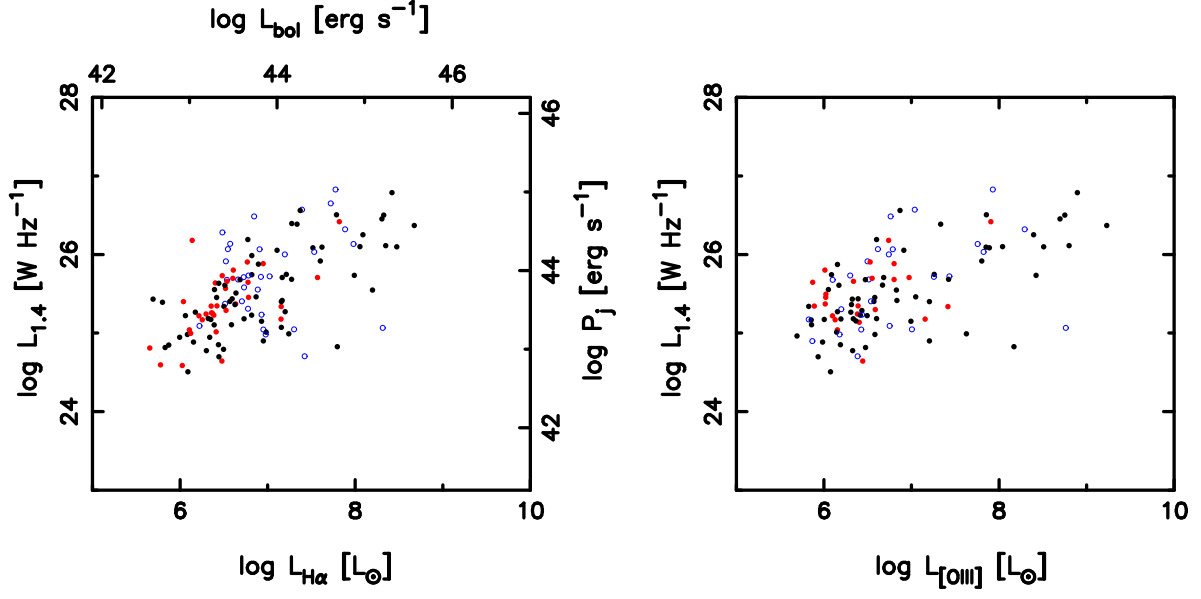 log L_bol [erg s⁻¹]
42 44 46
28
26
24
log L_1.4 [W Hz⁻¹]
46
44
42
log P_j [erg s⁻¹]
6 8 10
log L_Hα [L_⊙]
28
26
24
log L_1.4 [W Hz⁻¹]
6 8 10
log L_[OIII] [L_⊙]